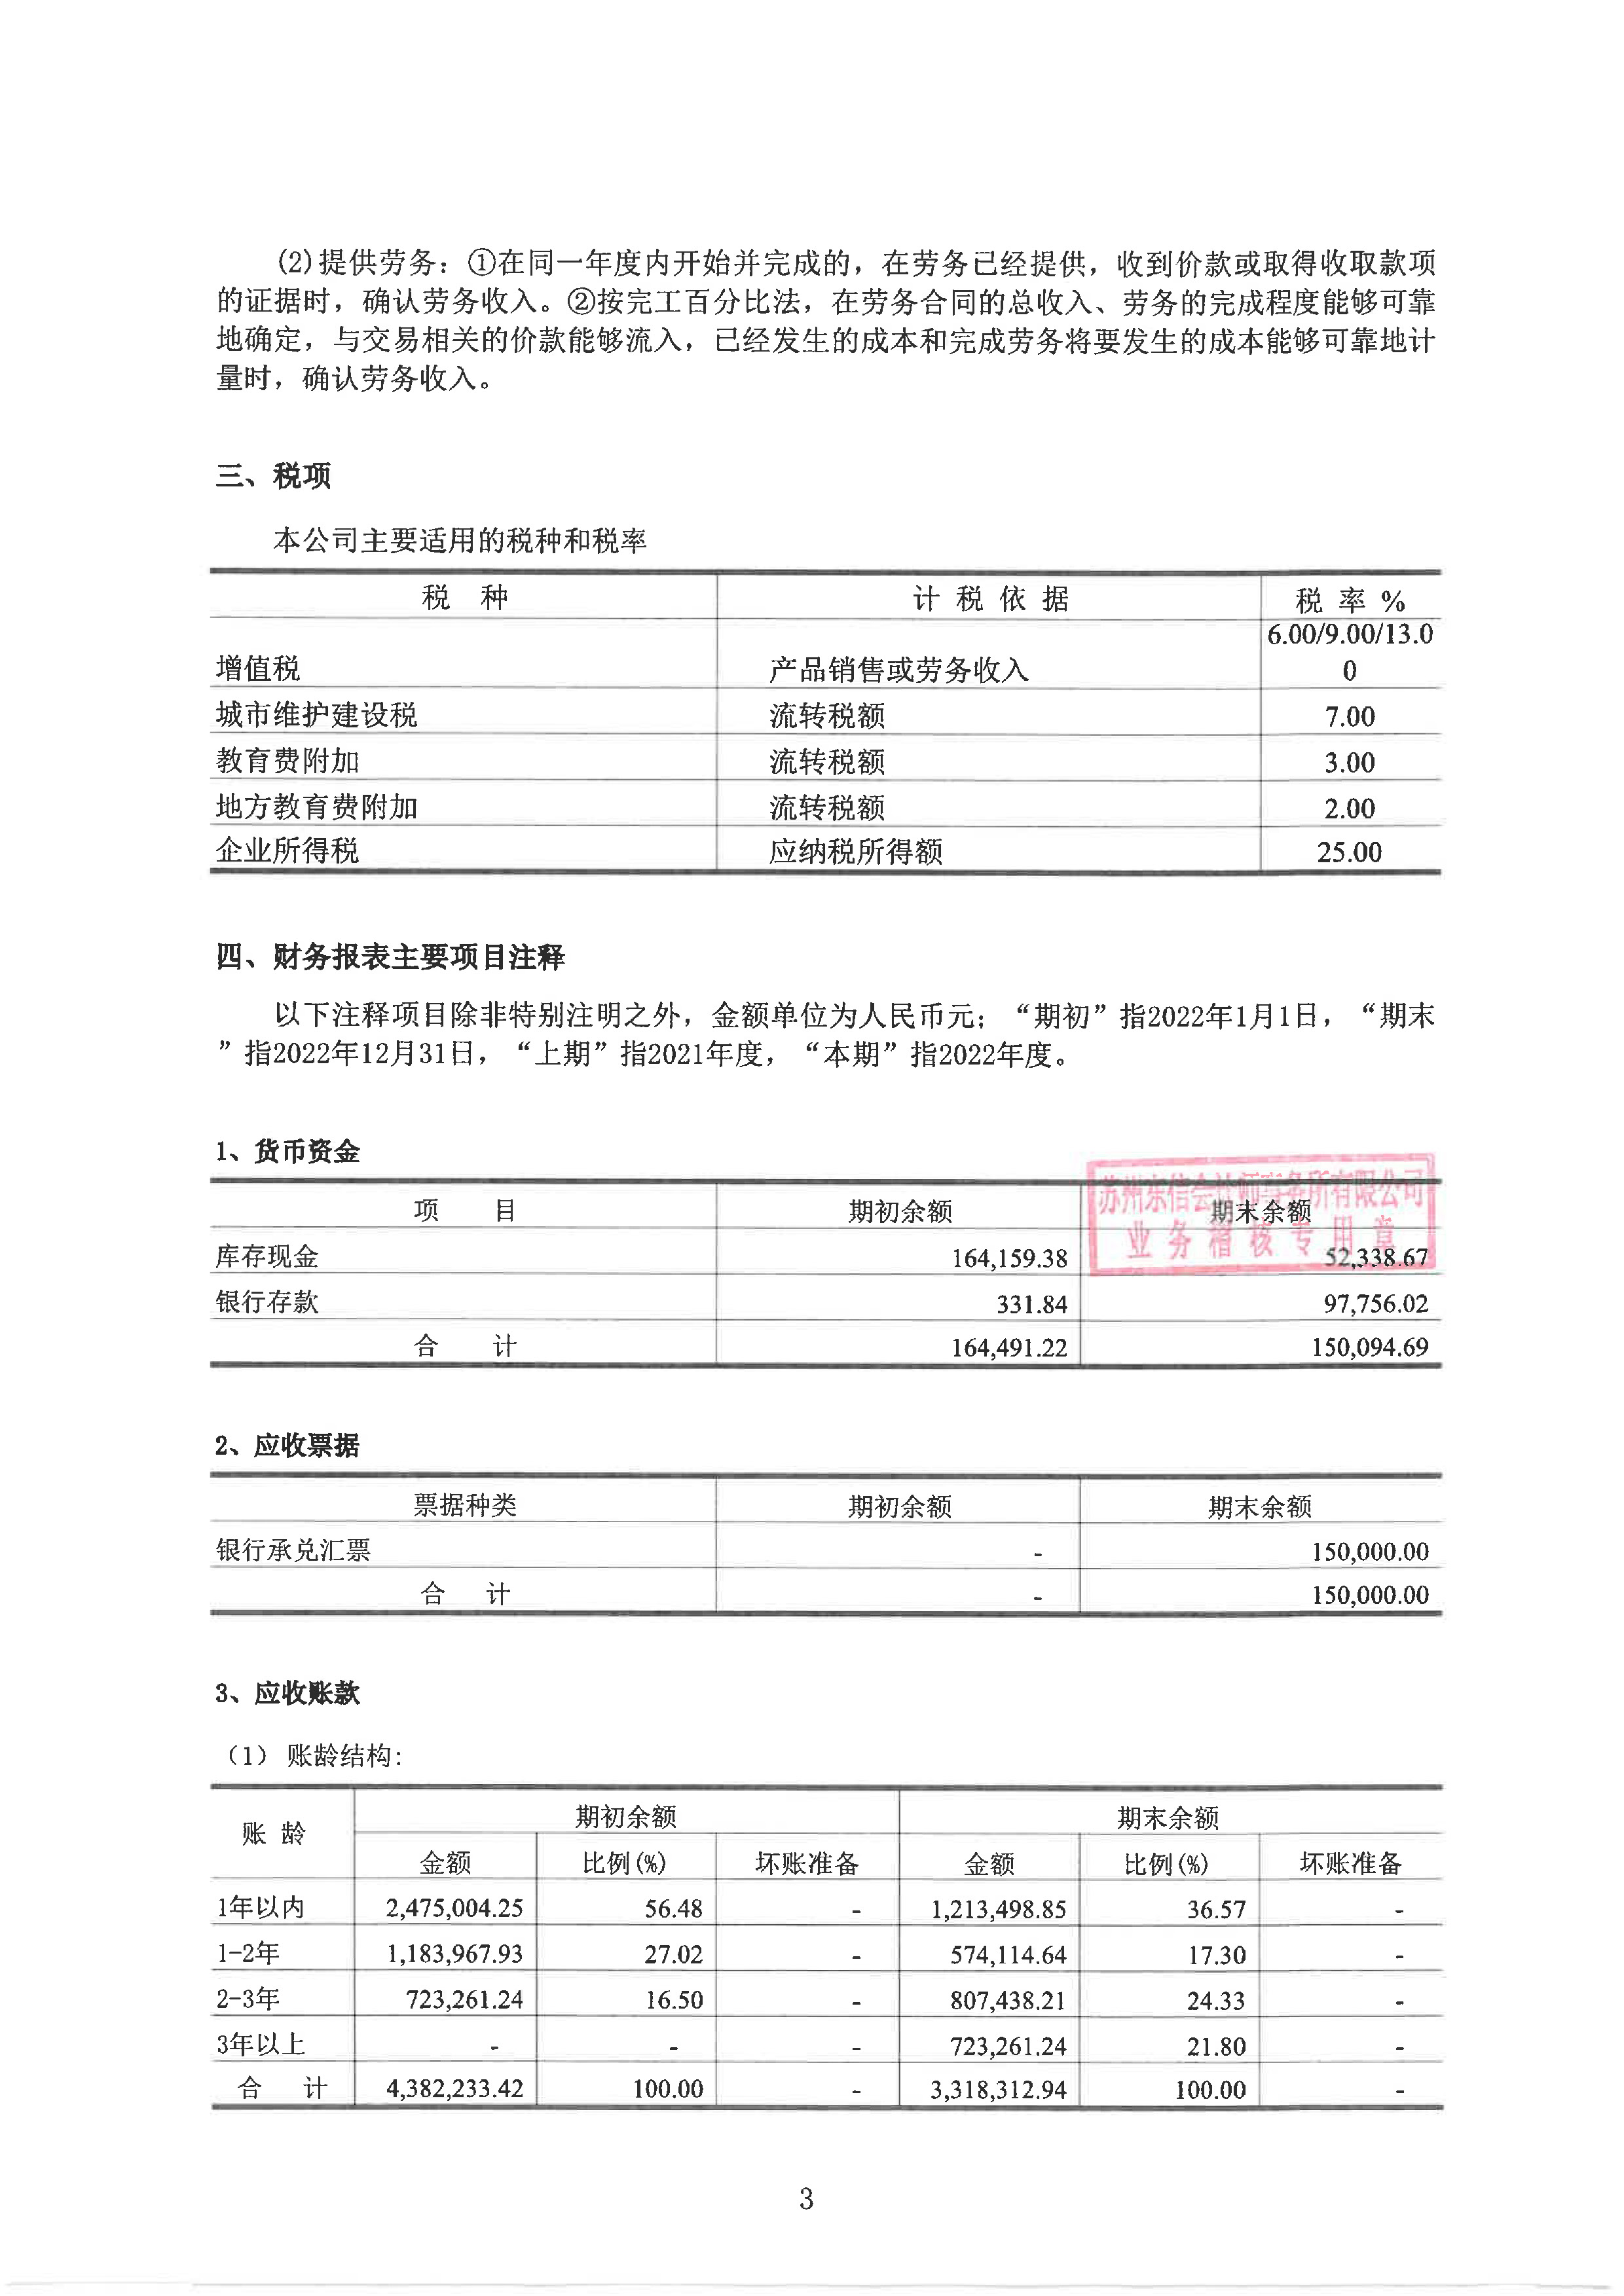 (2)提供劳务：①在同一年度内开始并完成的，在劳务已经提供，收到价款或取得收取款项
的证据时，确认劳务收入。②按完工百分比法，在劳务合同的总收入、劳务的完成程度能够可靠
地确定，与交易相关的价款能够流入，已经发生的成本和完成劳务将要发生的成本能够可靠地计
量时，确认劳务收入。
三、税项
本公司主要适用的税种和税率
税 种 计 税 依 据 税 率 %
增值税 产品销售或劳务收入 6.00/9.00/13.0
0
城市维护建设税 流转税额 7.00
教育费附加 流转税额 3.00
地方教育费附加 流转税额 2.00
企业所得税 应纳税所得额 25.00
四、财务报表主要项目注释
以下注释项目除非特别注明之外，金额单位为人民币元；“期初”指2022年1月1日，“期末
”指2022年12月31日，“上期”指2021年度，“本期”指2022年度。
1、货币资金
苏州东信会计师事务所有限公司
业务稽核专用章
项 目 期初余额 期末余额
库存现金 164,159.38 52,338.67
银行存款 331.84 97,756.02
合 计 164,491.22 150,094.69
2、应收票据
票据种类 期初余额 期末余额
银行承兑汇票 - 150,000.00
合 计 - 150,000.00
3、应收账款
（1） 账龄结构:
账 龄 期初余额 期末余额
金额 比例(%) 坏账准备 金额 比例(%) 坏账准备
1年以内 2,475,004.25 56.48 - 1,213,498.85 36.57 -
1-2年 1,183,967.93 27.02 - 574,114.64 17.30 -
2-3年 723,261.24 16.50 - 807,438.21 24.33 -
3年以上 - - - 723,261.24 21.80 -
合 计 4,382,233.42 100.00 - 3,318,312.94 100.00 -
3